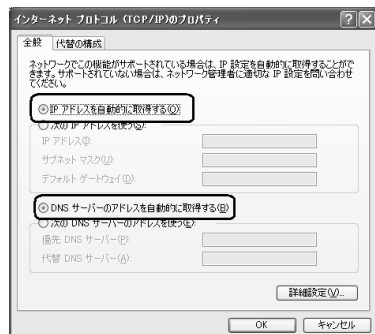 インターネット プロトコル (TCP/IP)のプロパティ
全般 代替の構成
ネットワークでこの機能がサポートされている場合は、IP 設定を自動的に取得することがで
きます。サポートされていない場合は、ネットワーク管理者に適切な IP 設定を問い合わせ
てください。
IP アドレスを自動的に取得する(O)
次の IP アドレスを使う(S):
IP アドレス(I):
サブネット マスク(U):
デフォルト ゲートウェイ(D):
DNS サーバーのアドレスを自動的に取得する(B)
次の DNS サーバーのアドレスを使う(E):
優先 DNS サーバー(P):
代替 DNS サーバー(A):
詳細設定(V)...
OK キャンセル